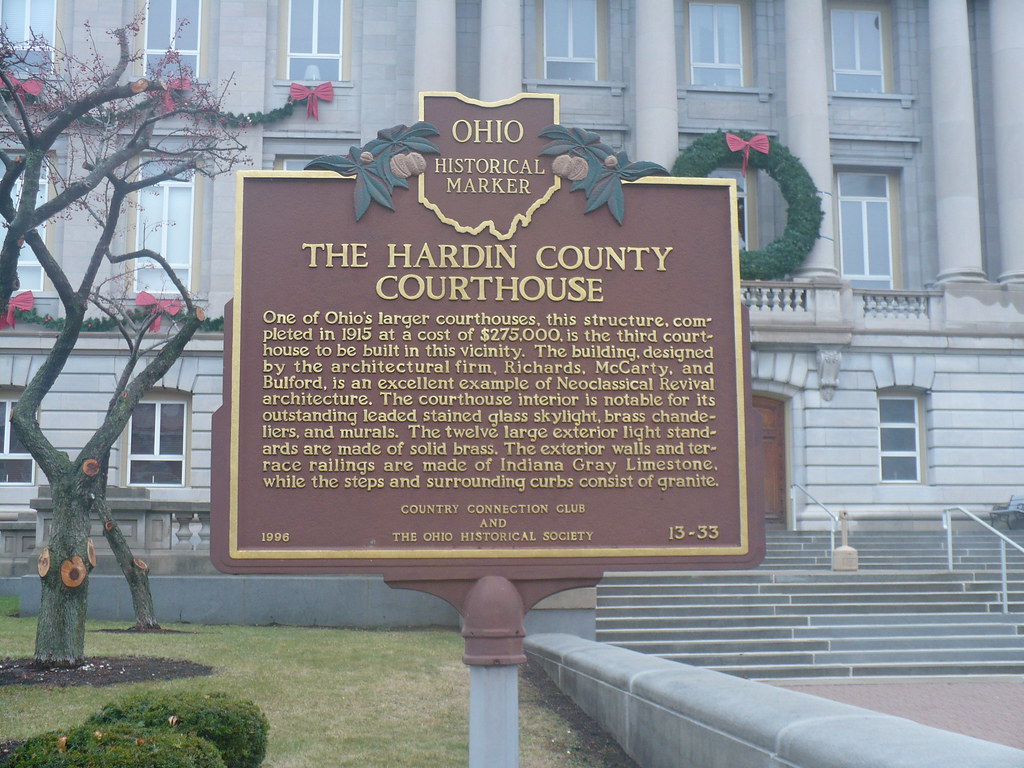 OHIO
HISTORICAL
MARKER
THE HARDIN COUNTY
COURTHOUSE
One of Ohio's larger courthouses, this structure, com-
pleted in 1915 at a cost of $275,000, is the third court-
house to be built in this vicinity. The building, designed
by the architectural firm, Richards, McCarty, and
Bulford, is an excellent example of Neoclassical Revival
architecture. The courthouse interior is notable for its
outstanding leaded stained glass skylight, brass chande-
liers, and murals. The twelve large exterior light stand-
ards are made of solid brass. The exterior walls and ter-
race railings are made of Indiana Gray Limestone,
while the steps and surrounding curbs consist of granite.
COUNTRY CONNECTION CLUB
AND
1996 THE OHIO HISTORICAL SOCIETY 13-33